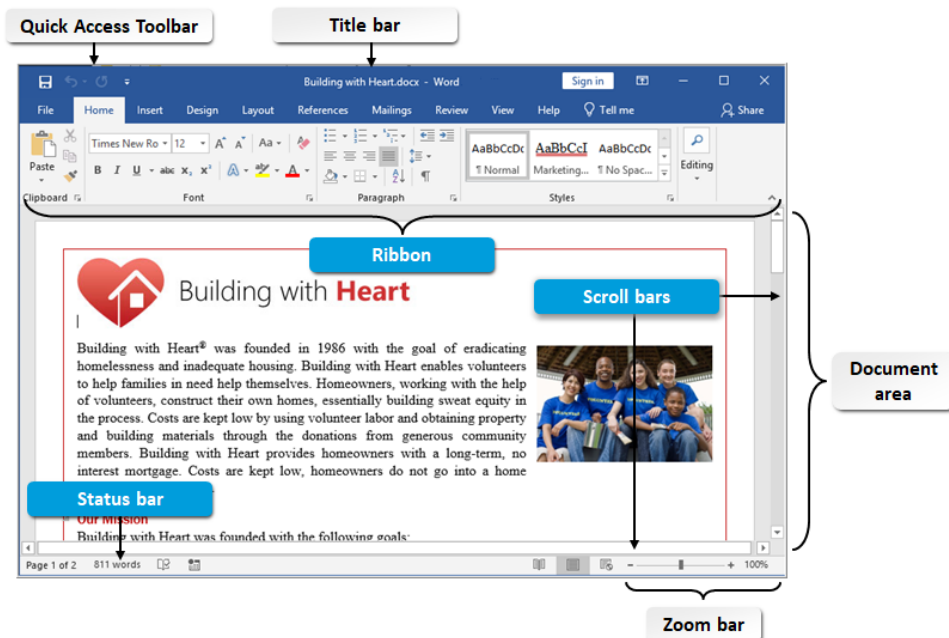 Quick Access Toolbar
Title bar
Building with Heart.docx - Word
Sign in
File Home Insert Design Layout References Mailings Review View Help Tell me Share
Paste
Times New Ro 12 Aa
B I U abc X₂ X² A aby A
AaBbCcDc AaBbCcI AaBbCcDc
¶ Normal Marketing... ¶ No Spac...
Editing
Clipboard Font Paragraph Styles
Ribbon
Building with Heart
Scroll bars
Building with Heart® was founded in 1986 with the goal of eradicating
homelessness and inadequate housing. Building with Heart enables volunteers
to help families in need help themselves. Homeowners, working with the help
of volunteers, construct their own homes, essentially building sweat equity in
the process. Costs are kept low by using volunteer labor and obtaining property
and building materials through the donations from generous community
members. Building with Heart provides homeowners with a long-term, no
interest mortgage. Costs are kept low, homeowners do not go into a home
Document
area
Status bar
Our Mission
Building with Heart was founded with the following goals:
Page 1 of 2 811 words
- + 100%
Zoom bar